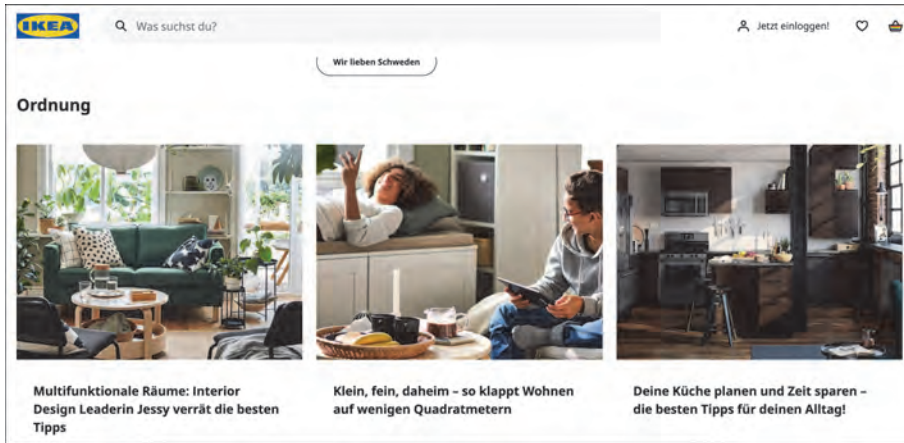 IKEA
Was suchst du?
Jetzt einloggen!
Wir lieben Schweden
Ordnung
Multifunktionale Räume: Interior
Design Leaderin Jessy verrät die besten
Tipps
Klein, fein, daheim – so klappt Wohnen
auf wenigen Quadratmetern
Deine Küche planen und Zeit sparen –
die besten Tipps für deinen Alltag!